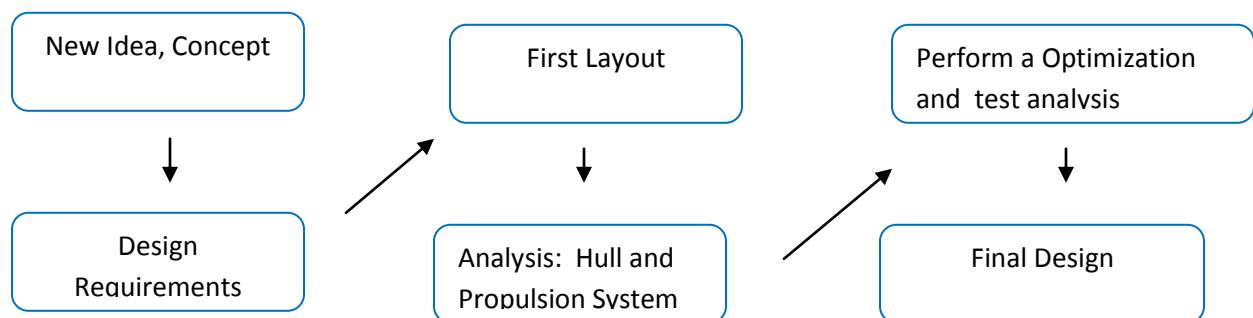 New Idea, Concept
Design
Requirements
First Layout
Analysis: Hull and
Propulsion System
Perform a Optimization
and test analysis
Final Design